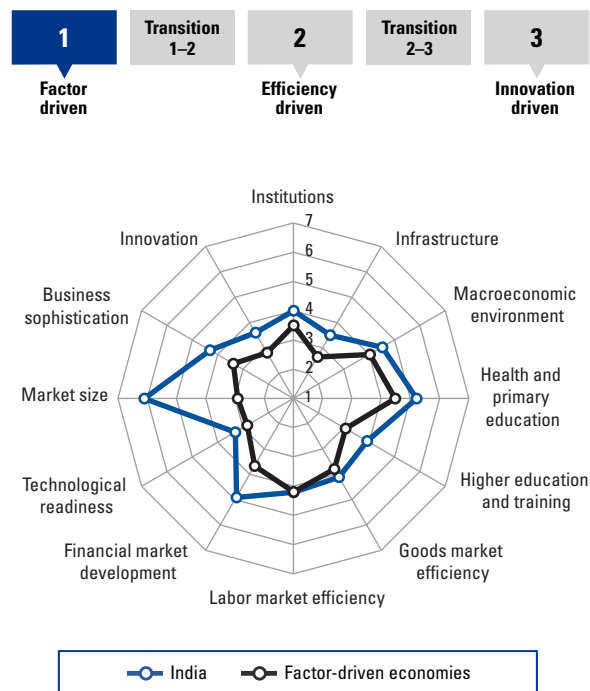 1
Transition
1–2
2
Transition
2–3
3
Factor
driven
Efficiency
driven
Innovation
driven
Institutions
7
Innovation
Infrastructure
6
5
Business
sophistication
Macroeconomic
environment
4
3
2
Market size
1
Health and
primary
education
Technological
readiness
Higher education
and training
Financial market
development
Goods market
efficiency
Labor market efficiency
India
Factor-driven economies